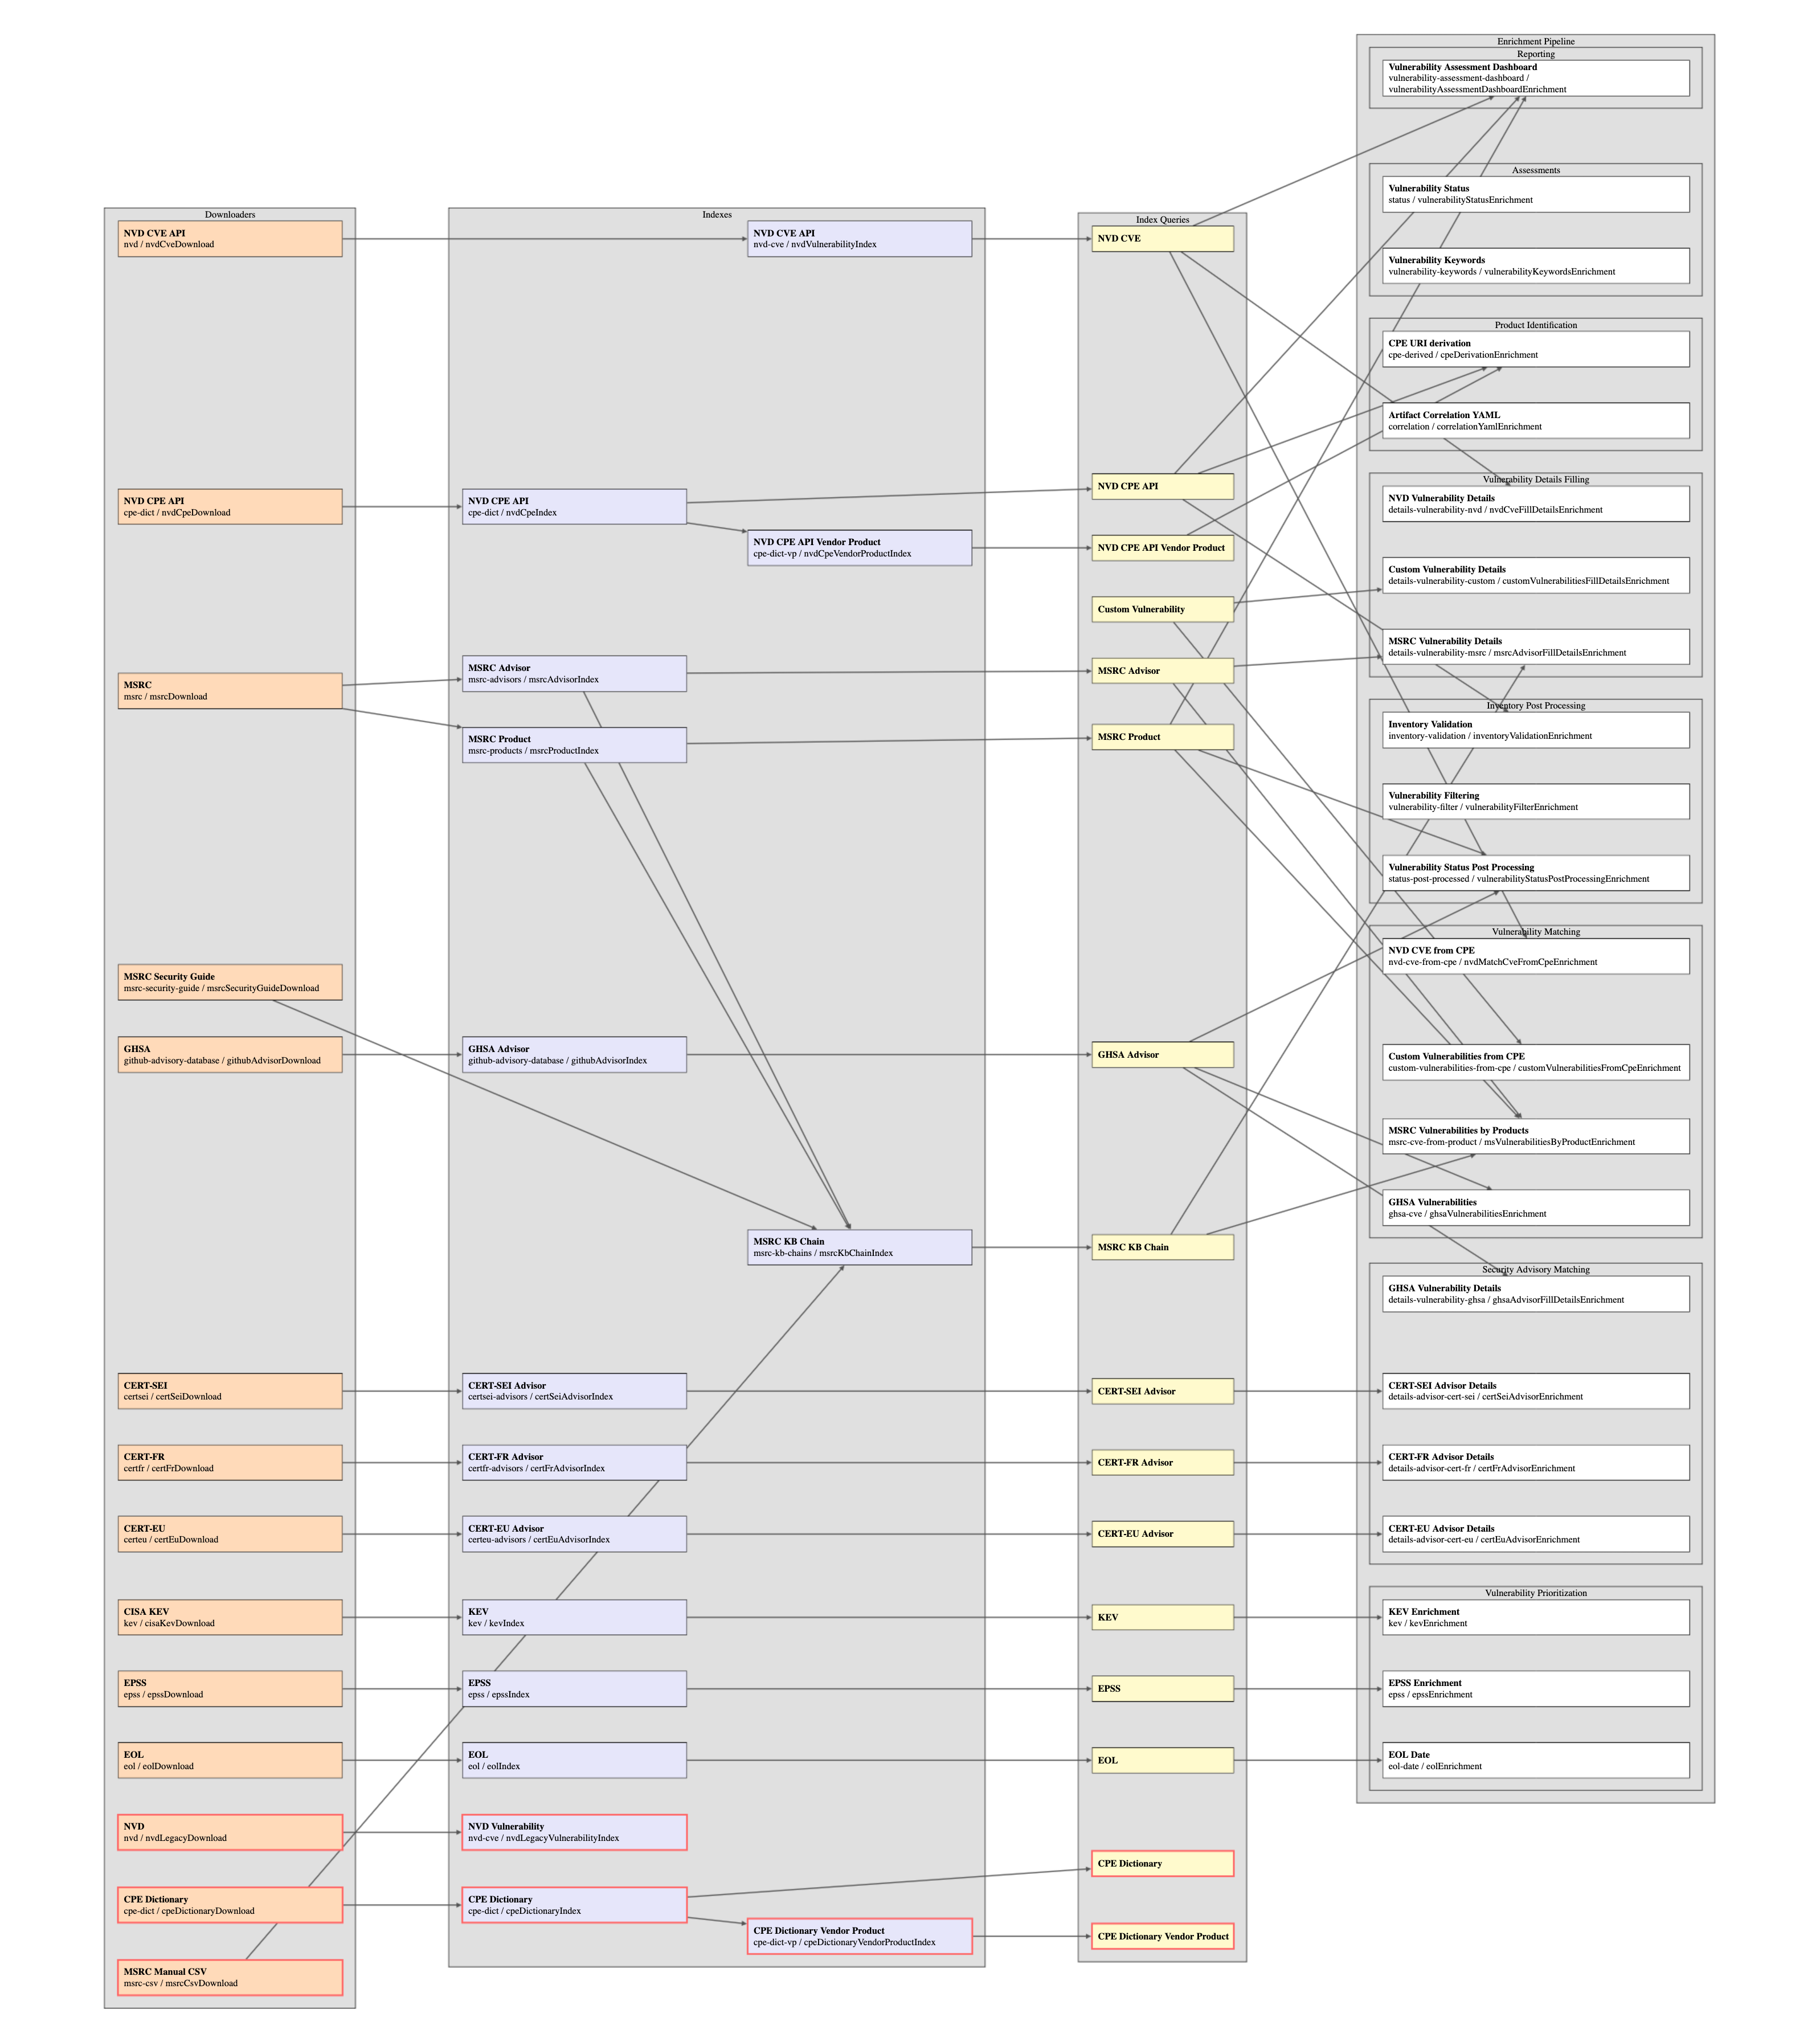 Downloaders
NVD CVE API
nvd / nvdCveDownload
NVD CPE API
cpe-dict / nvdCpeDownload
MSRC
msrc / msrcDownload
MSRC Security Guide
msrc-security-guide / msrcSecurityGuideDownload
GHSA
github-advisory-database / githubAdvisorDownload
CERT-SEI
certsei / certSeiDownload
CERT-FR
certfr / certFrDownload
CERT-EU
certeu / certEuDownload
CISA KEV
kev / cisaKevDownload
EPSS
epss / epssDownload
EOL
eol / eolDownload
NVD
nvd / nvdLegacyDownload
CPE Dictionary
cpe-dict / cpeDictionaryDownload
MSRC Manual CSV
msrc-csv / msrcCsvDownload
Indexes
NVD CVE API
nvd-cve / nvdVulnerabilityIndex
NVD CPE API
cpe-dict / nvdCpeIndex
NVD CPE API Vendor Product
cpe-dict-vp / nvdCpeVendorProductIndex
MSRC Advisor
msrc-advisors / msrcAdvisorIndex
MSRC Product
msrc-products / msrcProductIndex
GHSA Advisor
github-advisory-database / githubAdvisorIndex
MSRC KB Chain
msrc-kb-chains / msrcKbChainIndex
CERT-SEI Advisor
certsei-advisors / certSeiAdvisorIndex
CERT-FR Advisor
certfr-advisors / certFrAdvisorIndex
CERT-EU Advisor
certeu-advisors / certEuAdvisorIndex
KEV
kev / kevIndex
EPSS
epss / epssIndex
EOL
eol / eolIndex
NVD Vulnerability
nvd-cve / nvdLegacyVulnerabilityIndex
CPE Dictionary
cpe-dict / cpeDictionaryIndex
CPE Dictionary Vendor Product
cpe-dict-vp / cpeDictionaryVendorProductIndex
Index Queries
NVD CVE
NVD CPE API
NVD CPE API Vendor Product
Custom Vulnerability
MSRC Advisor
MSRC Product
GHSA Advisor
MSRC KB Chain
CERT-SEI Advisor
CERT-FR Advisor
CERT-EU Advisor
KEV
EPSS
EOL
CPE Dictionary
CPE Dictionary Vendor Product
Enrichment Pipeline
Reporting
Vulnerability Assessment Dashboard
vulnerability-assessment-dashboard /
vulnerabilityAssessmentDashboardEnrichment
Assessments
Vulnerability Status
status / vulnerabilityStatusEnrichment
Vulnerability Keywords
vulnerability-keywords / vulnerabilityKeywordsEnrichment
Product Identification
CPE URI derivation
cpe-derived / cpeDerivationEnrichment
Artifact Correlation YAML
correlation / correlationYamlEnrichment
Vulnerability Details Filling
NVD Vulnerability Details
details-vulnerability-nvd / nvdCveFillDetailsEnrichment
Custom Vulnerability Details
details-vulnerability-custom / customVulnerabilitiesFillDetailsEnrichment
MSRC Vulnerability Details
details-vulnerability-msrc / msrcAdvisorFillDetailsEnrichment
Inventory Post Processing
Inventory Validation
inventory-validation / inventoryValidationEnrichment
Vulnerability Filtering
vulnerability-filter / vulnerabilityFilterEnrichment
Vulnerability Status Post Processing
status-post-processed / vulnerabilityStatusPostProcessingEnrichment
Vulnerability Matching
NVD CVE from CPE
nvd-cve-from-cpe / nvdMatchCveFromCpeEnrichment
Custom Vulnerabilities from CPE
custom-vulnerabilities-from-cpe / customVulnerabilitiesFromCpeEnrichment
MSRC Vulnerabilities by Products
msrc-cve-from-product / msVulnerabilitiesByProductEnrichment
GHSA Vulnerabilities
ghsa-cve / ghsaVulnerabilitiesEnrichment
Security Advisory Matching
GHSA Vulnerability Details
details-vulnerability-ghsa / ghsaAdvisorFillDetailsEnrichment
CERT-SEI Advisor Details
details-advisor-cert-sei / certSeiAdvisorEnrichment
CERT-FR Advisor Details
details-advisor-cert-fr / certFrAdvisorEnrichment
CERT-EU Advisor Details
details-advisor-cert-eu / certEuAdvisorEnrichment
Vulnerability Prioritization
KEV Enrichment
kev / kevEnrichment
EPSS Enrichment
epss / epssEnrichment
EOL Date
eol-date / eolEnrichment